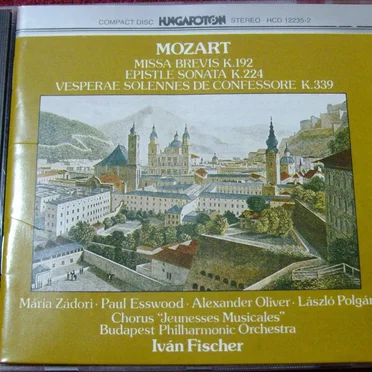 COMPACT DISC HUNGAROTON STEREO HCD 12235-2
MOZART
MISSA BREVIS K.192
EPISTLE SONATA K.224
VESPERAE SOLENNES DE CONFESSORE K.339
Mária Zádori · Paul Esswood · Alexander Oliver · László Polgár
Chorus "Jeunesses Musicales"
Budapest Philharmonic Orchestra
Iván Fischer